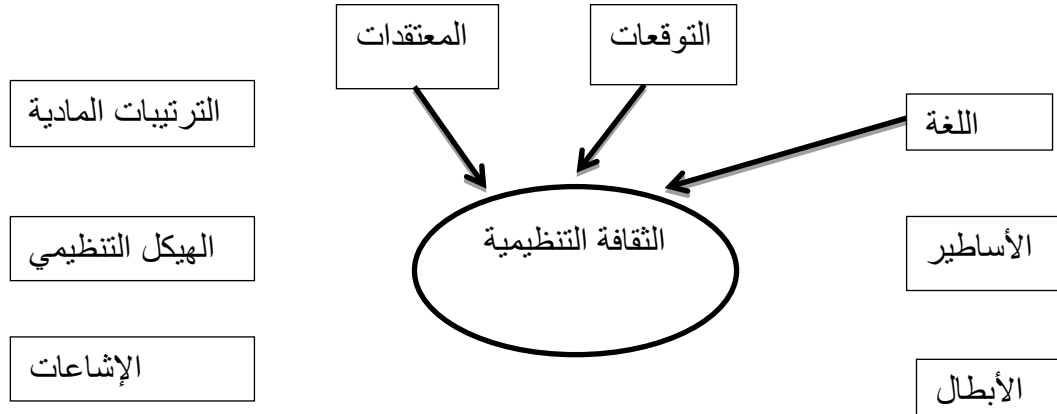 المعتقدات
التوقعات
الترتيبات المادية
اللغة
الثقافة التنظيمية
الهيكل التنظيمي
الأساطير
الإشاعات
الأبطال